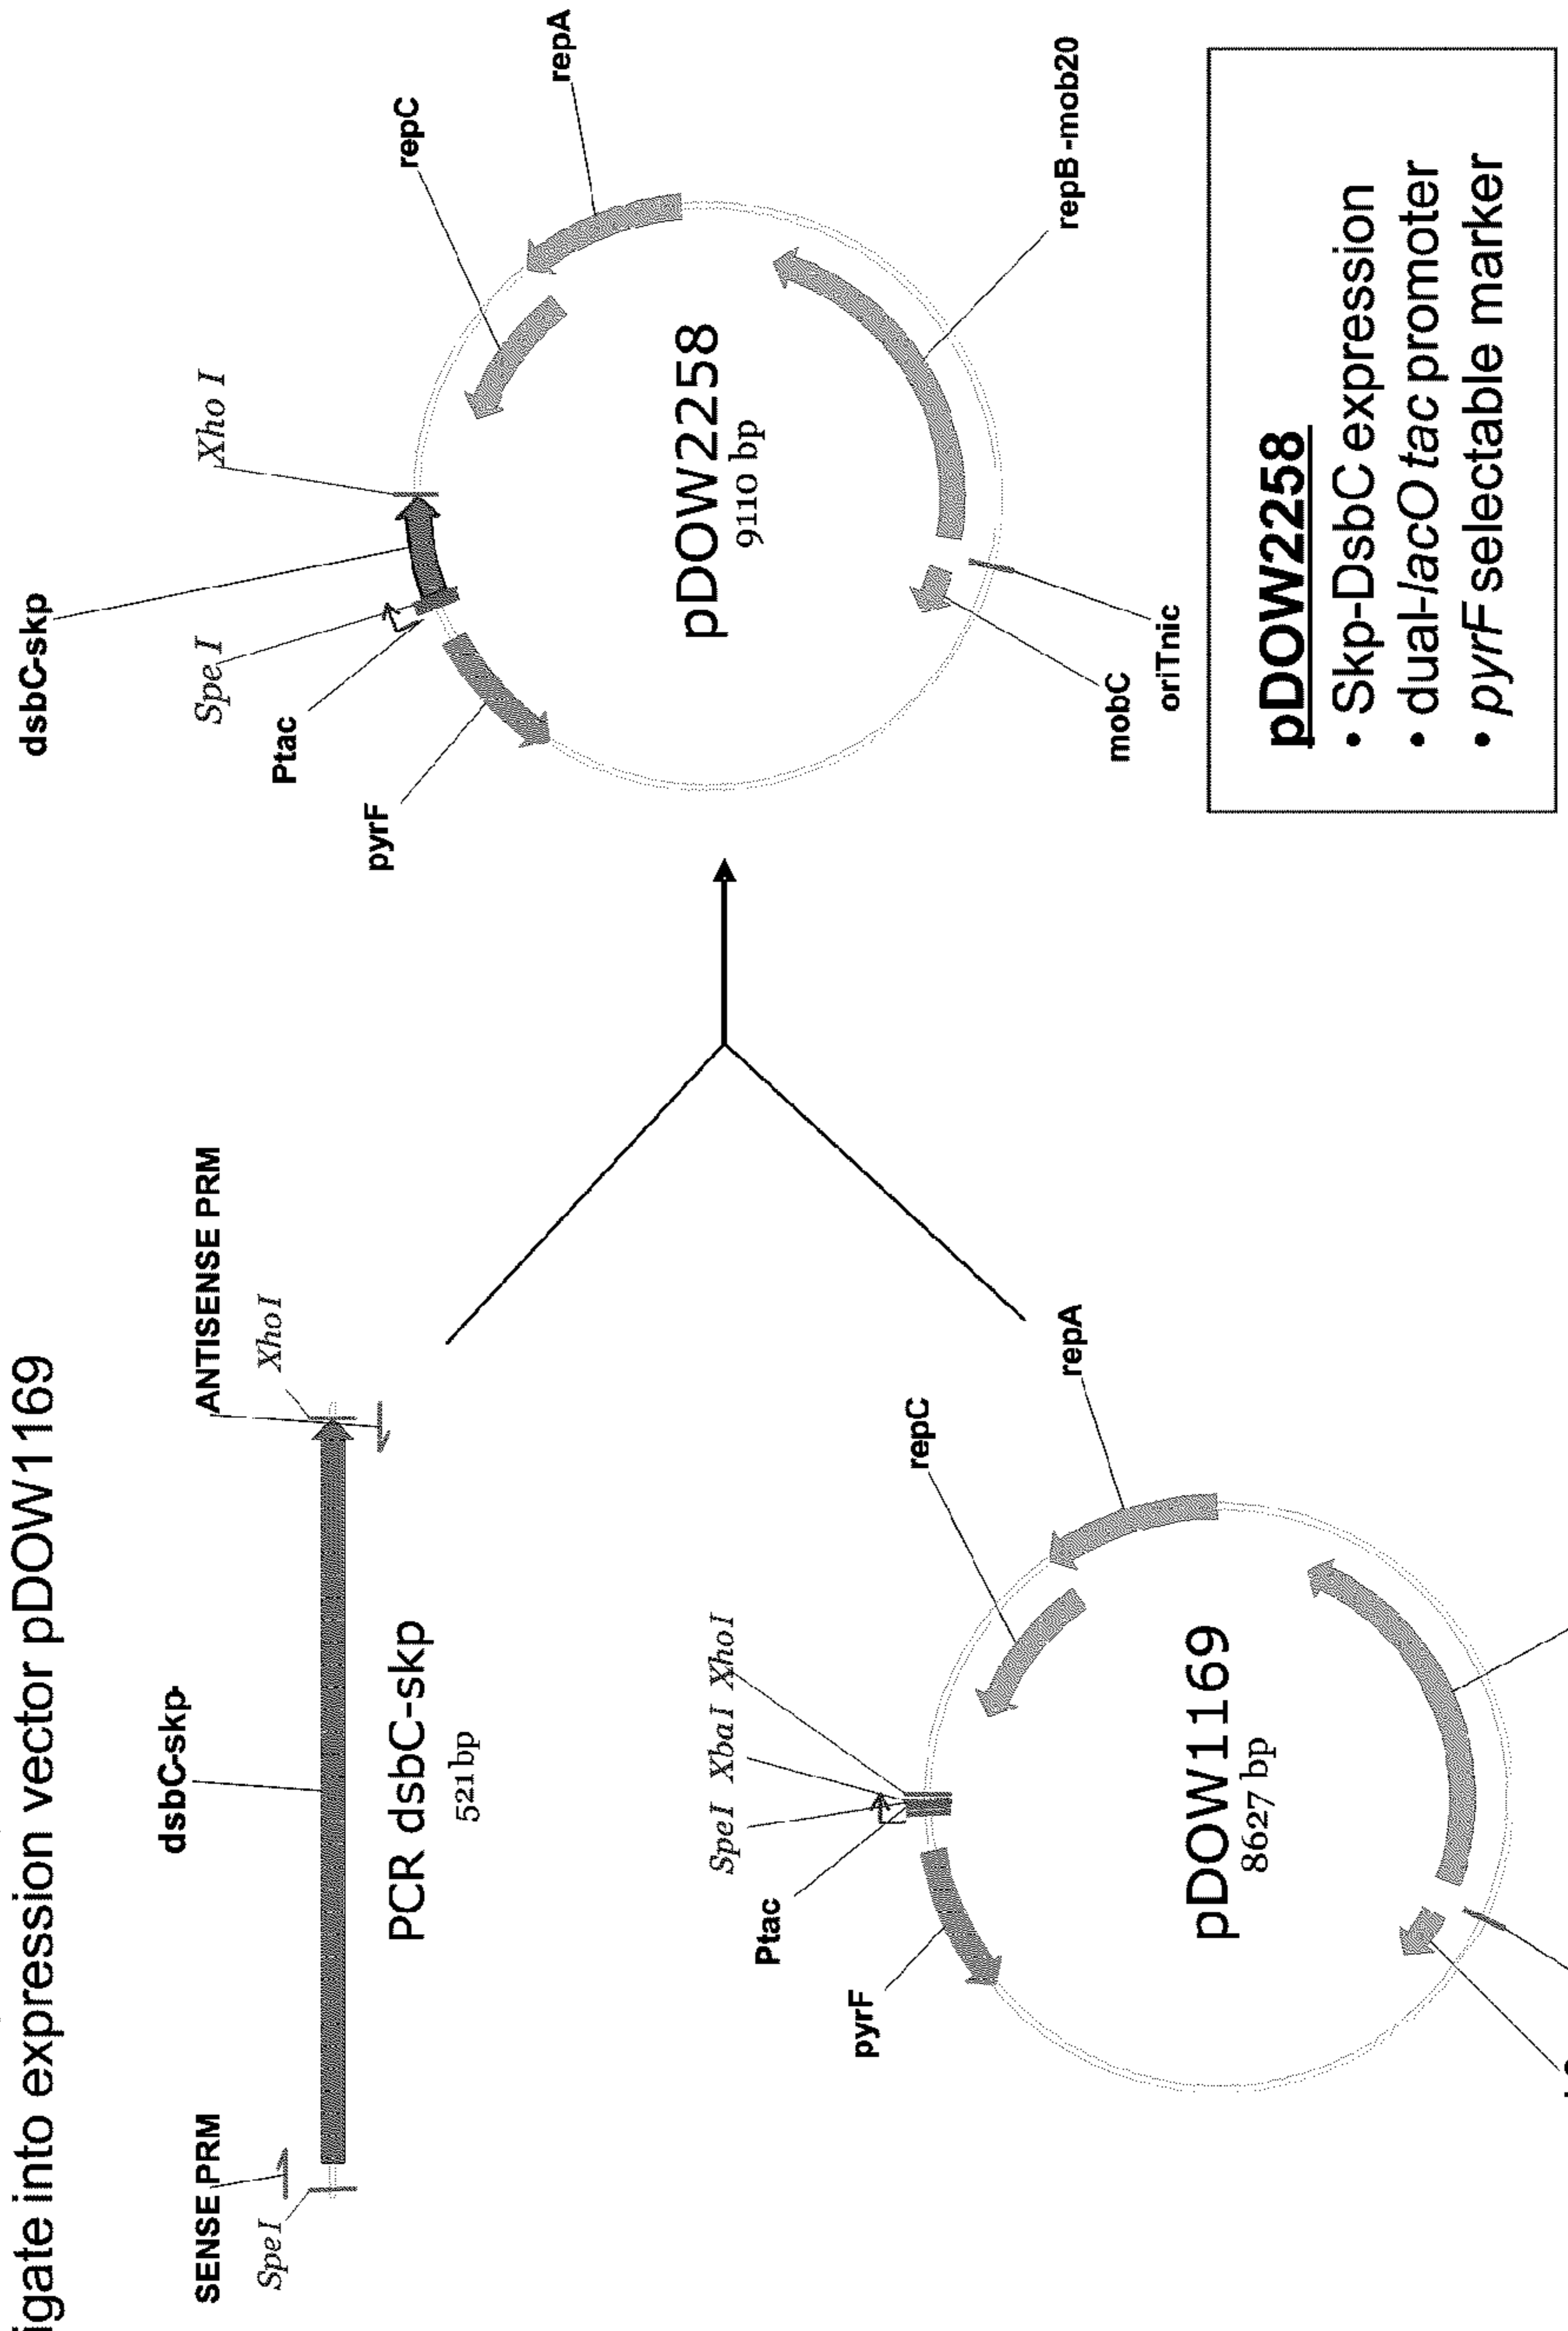 igate into expression vector pDOW1169
dsbC-skp
SENSE PRM
SpeI
ANTISENSE PRM
XhoI
PCR dsbC-skp
521bp
SpeI XbaI XhoI
Ptac
pyrF
repC
repA
pDOW1169
8627 bp
dsbC-skp
Spe I
Xho I
Ptac
pyrF
repC
repA
pDOW2258
9110 bp
mobC
oriTnic
repB -mob20
pDOW2258
• Skp-DsbC expression
• dual-lacO tac promoter
• pyrF selectable marker